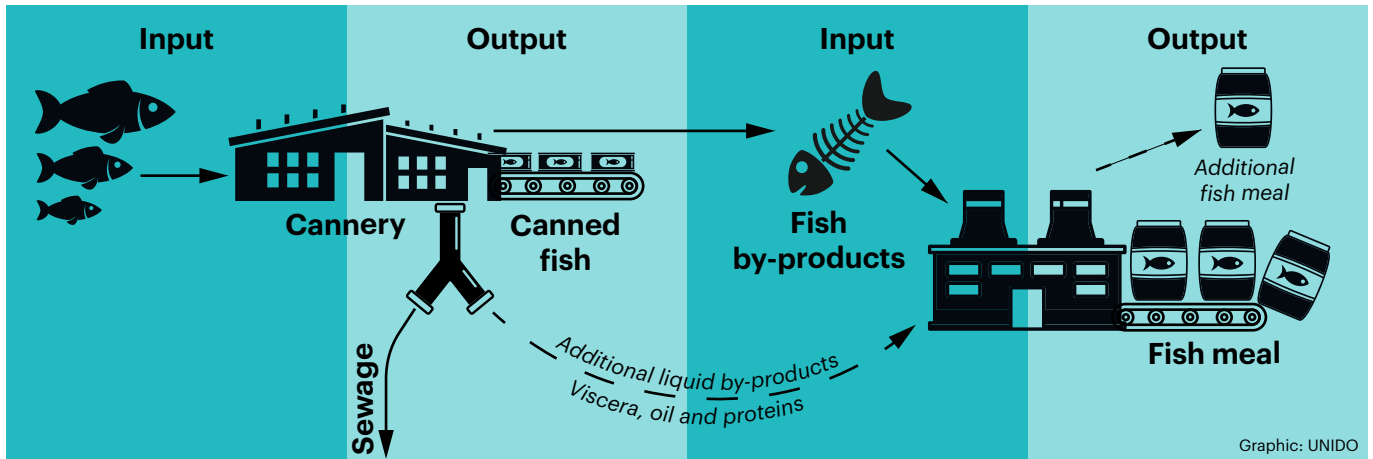 Input
Output
Input
Output
Cannery
Canned
fish
Fish
by-products
Additional
fish meal
Fish meal
Sewage
Additional liquid by-products
Viscera, oil and proteins
Graphic: UNIDO